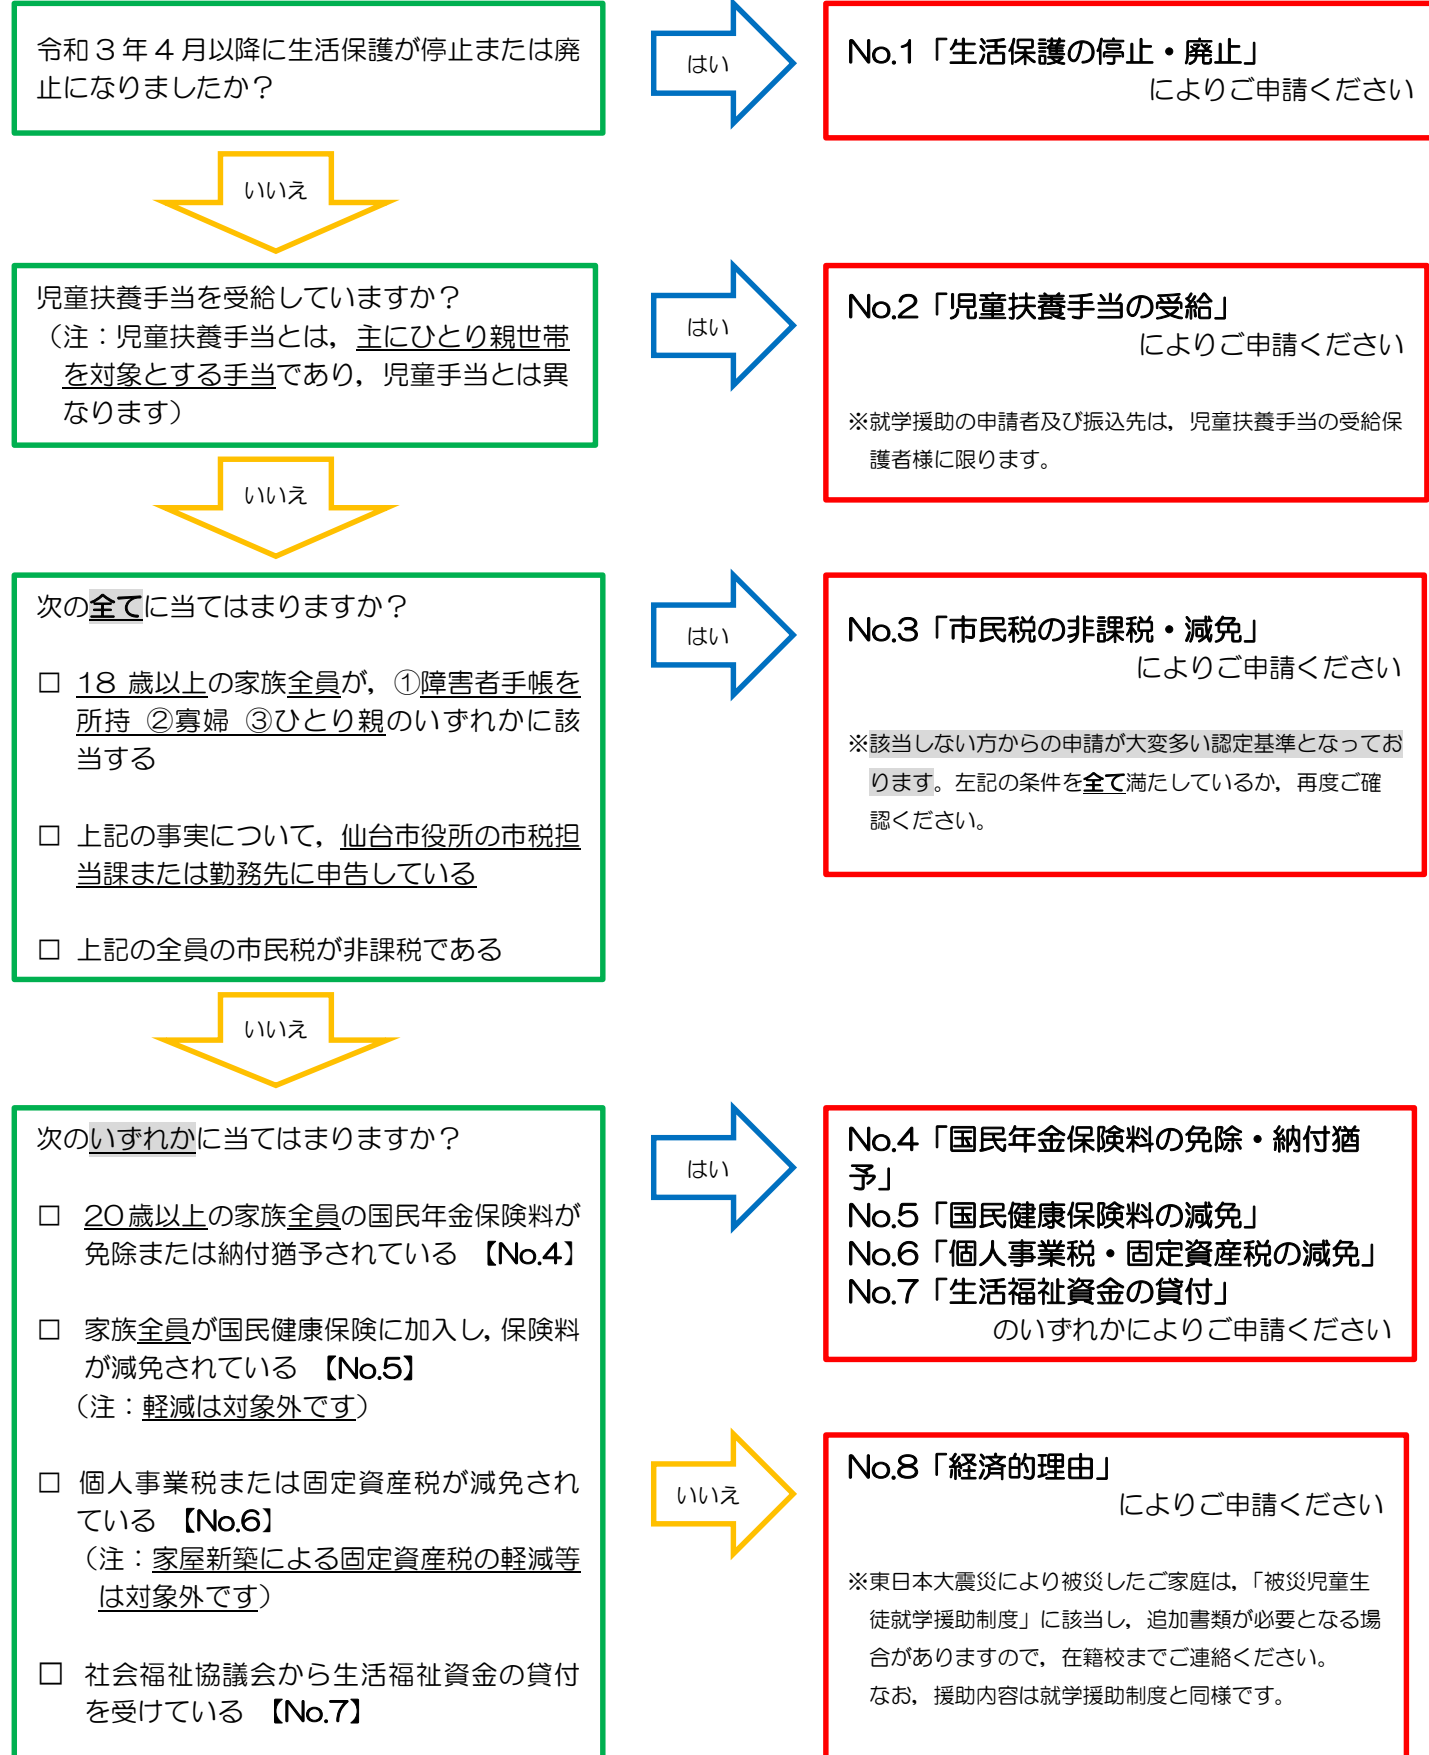 令和３年４月以降に生活保護が停止または廃
止になりましたか？
はい
No.1「生活保護の停止・廃止」
によりご申請ください
いいえ
児童扶養手当を受給していますか？
（注：児童扶養手当とは，主にひとり親世帯
を対象とする手当であり，児童手当とは異
なります）
はい
No.2「児童扶養手当の受給」
によりご申請ください
※就学援助の申請者及び振込先は，児童扶養手当の受給保
護者様に限ります。
いいえ
次の全てに当てはまりますか？
□ 18 歳以上の家族全員が，①障害者手帳を
所持 ②寡婦 ③ひとり親のいずれかに該
当する
□ 上記の事実について，仙台市役所の市税担
当課または勤務先に申告している
□ 上記の全員の市民税が非課税である
はい
No.3「市民税の非課税・減免」
によりご申請ください
※該当しない方からの申請が大変多い認定基準となってお
ります。左記の条件を全て満たしているか，再度ご確
認ください。
いいえ
次のいずれかに当てはまりますか？
□ 20歳以上の家族全員の国民年金保険料が
免除または納付猶予されている 【No.4】
□ 家族全員が国民健康保険に加入し，保険料
が減免されている 【No.5】
（注：軽減は対象外です）
□ 個人事業税または固定資産税が減免され
ている 【No.6】
（注：家屋新築による固定資産税の軽減等
は対象外です）
□ 社会福祉協議会から生活福祉資金の貸付
を受けている 【No.7】
はい
No.4「国民年金保険料の免除・納付猶
予」
No.5「国民健康保険料の減免」
No.6「個人事業税・固定資産税の減免」
No.7「生活福祉資金の貸付」
のいずれかによりご申請ください
いいえ
No.8「経済的理由」
によりご申請ください
※東日本大震災により被災したご家庭は，「被災児童生
徒就学援助制度」に該当し，追加書類が必要となる場
合がありますので，在籍校までご連絡ください。
なお，援助内容は就学援助制度と同様です。